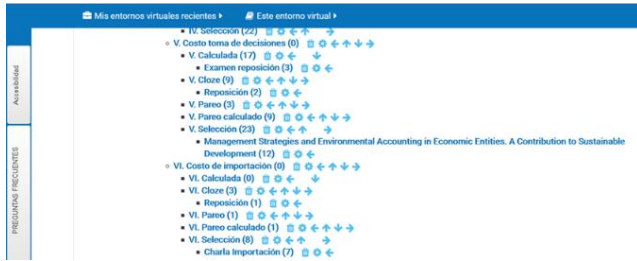 Mis entornos virtuales recientes
Este entorno virtual
Accesibilidad
PREGUNTAS FRECUENTES
IV. Selección (22)
V. Costo toma de decisiones (0)
V. Calculada (17)
Examen reposición (3)
V. Cloze (9)
Reposición (2)
V. Pareo (3)
V. Pareo calculado (9)
V. Selección (23)
Management Strategies and Environmental Accounting in Economic Entities. A Contribution to Sustainable
Development (12)
VI. Costo de importación (0)
VI. Calculada (0)
VI. Cloze (3)
Reposición (1)
VI. Pareo (1)
VI. Pareo calculado (1)
VI. Selección (8)
Charla Importación (7)